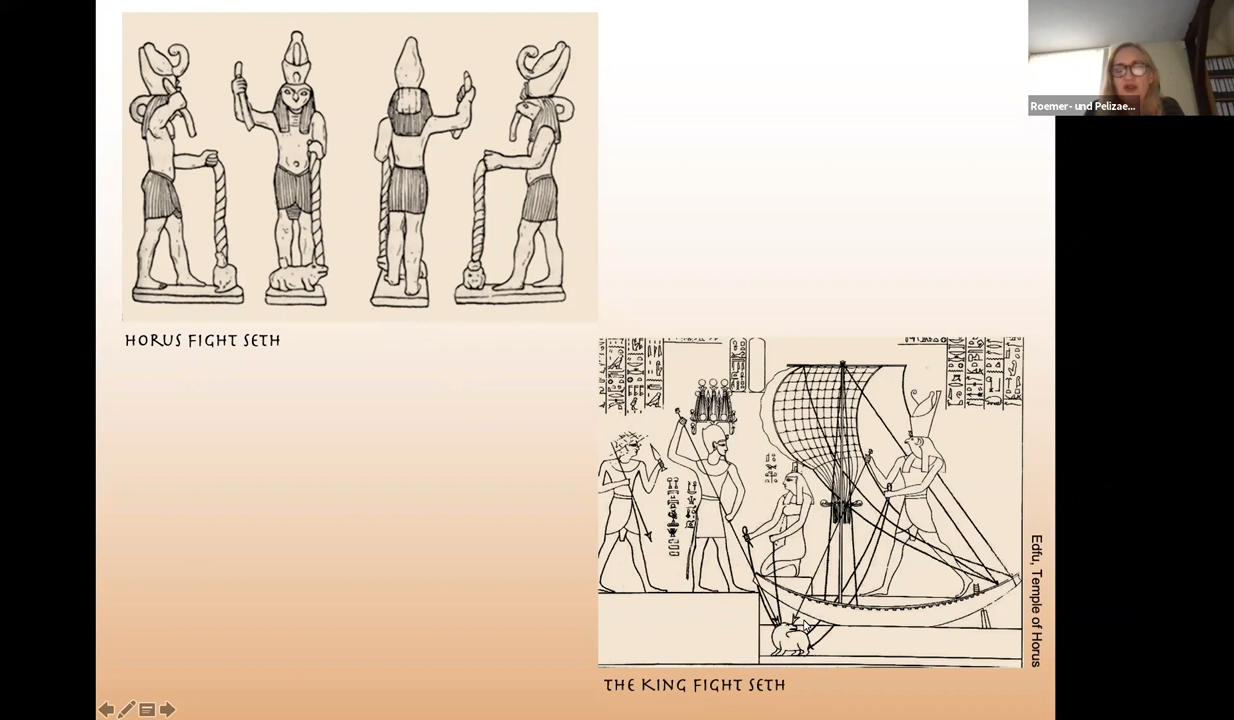 Roemer- und Pelizae...
HORUS FIGHT SETH
Edfu, Temple of Horus
THE KING FIGHT SETH